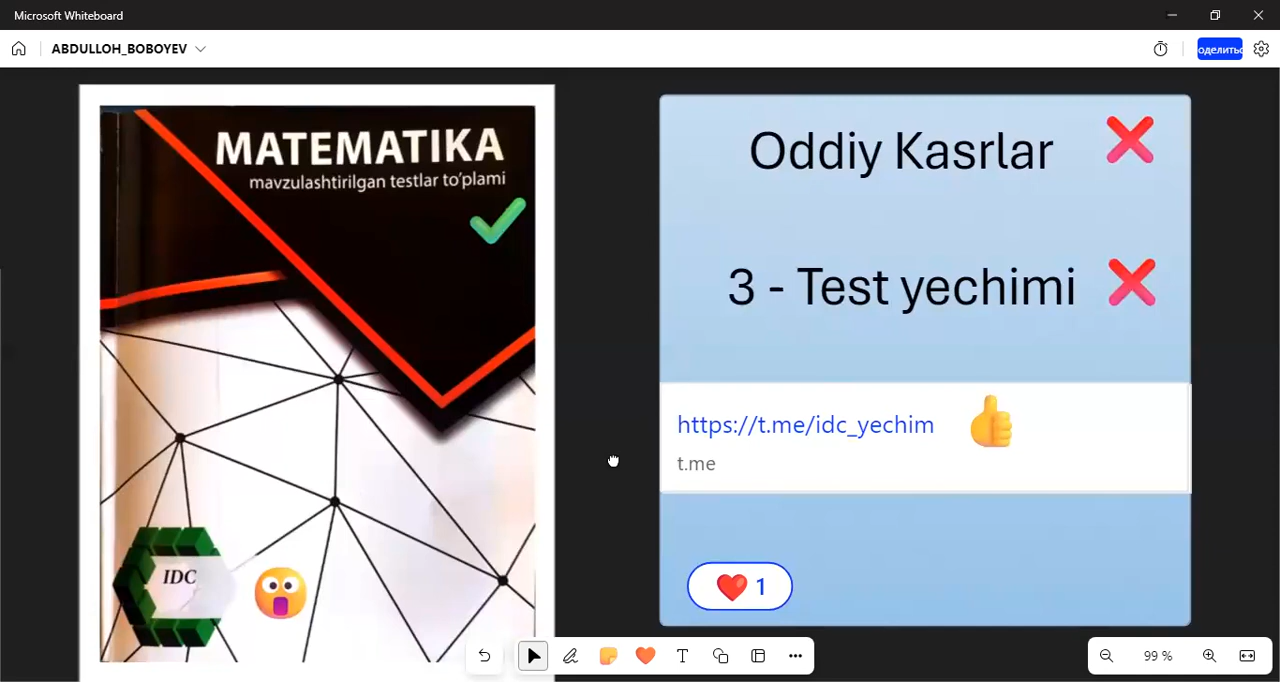 Microsoft Whiteboard
ABDULLOH_BOBOYEV
оделитьс
MATEMATIKA
mavzulashtirilgan testlar to'plami
IDC
Oddiy Kasrlar
3 - Test yechimi
https://t.me/idc_yechim
t.me
1
T
99 %